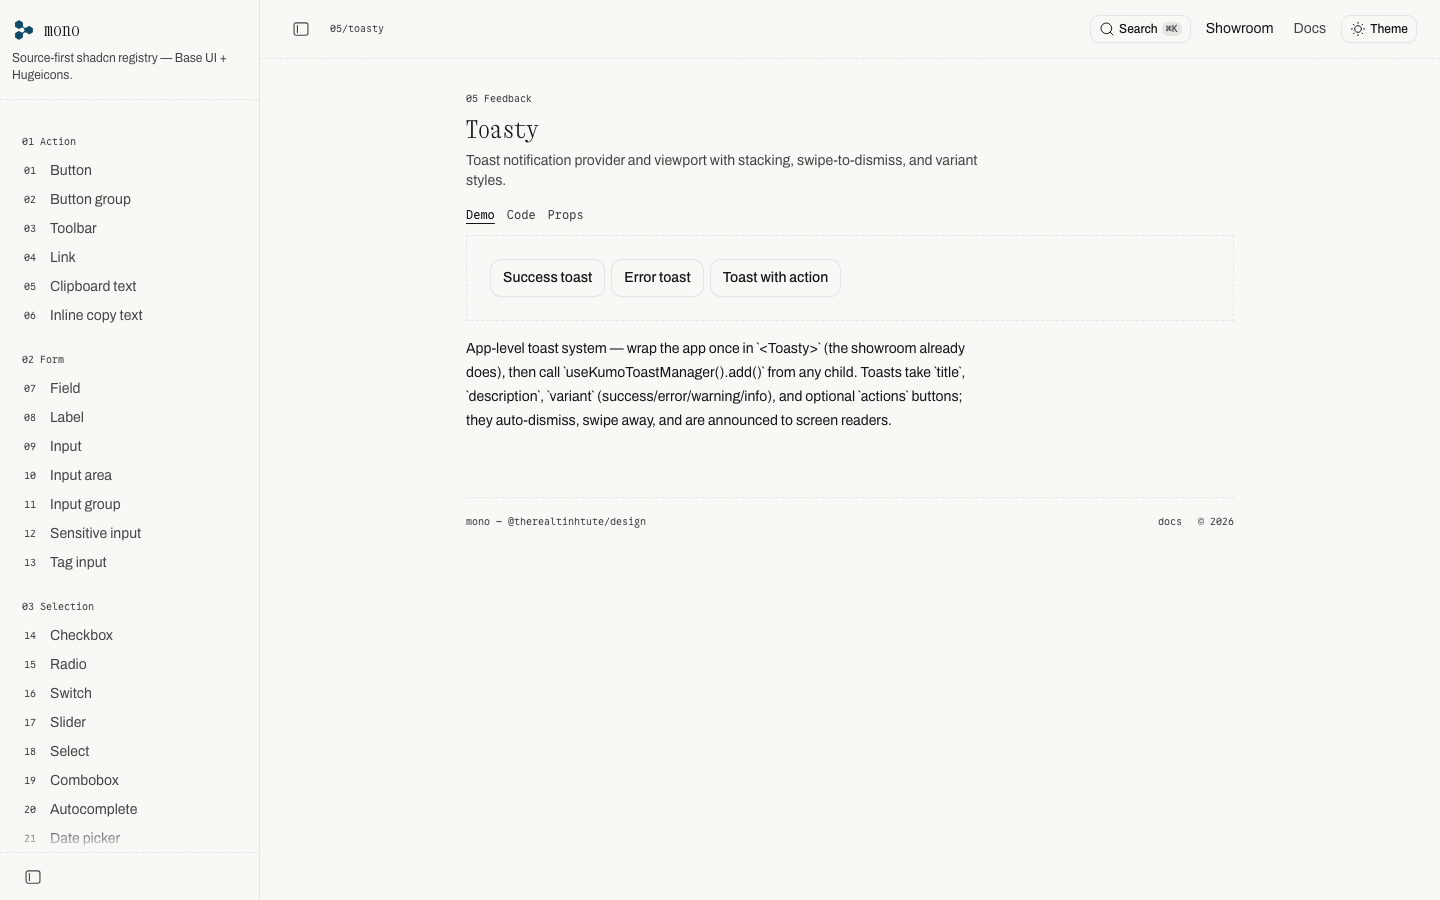 mono
Source-first shadcn registry — Base UI +
Hugeicons.
01 Action
01 Button
02 Button group
03 Toolbar
04 Link
05 Clipboard text
06 Inline copy text
02 Form
07 Field
08 Label
09 Input
10 Input area
11 Input group
12 Sensitive input
13 Tag input
03 Selection
14 Checkbox
15 Radio
16 Switch
17 Slider
18 Select
19 Combobox
20 Autocomplete
21 Date picker
05/toasty
Search ⌘K
Showroom
Docs
Theme
05 Feedback
Toasty
Toast notification provider and viewport with stacking, swipe-to-dismiss, and variant
styles.
Demo Code Props
Success toast
Error toast
Toast with action
App-level toast system — wrap the app once in `<Toasty>` (the showroom already
does), then call `useKumoToastManager().add()` from any child. Toasts take `title`,
`description`, `variant` (success/error/warning/info), and optional `actions` buttons;
they auto-dismiss, swipe away, and are announced to screen readers.
mono — @therealtinhtute/design
docs © 2026